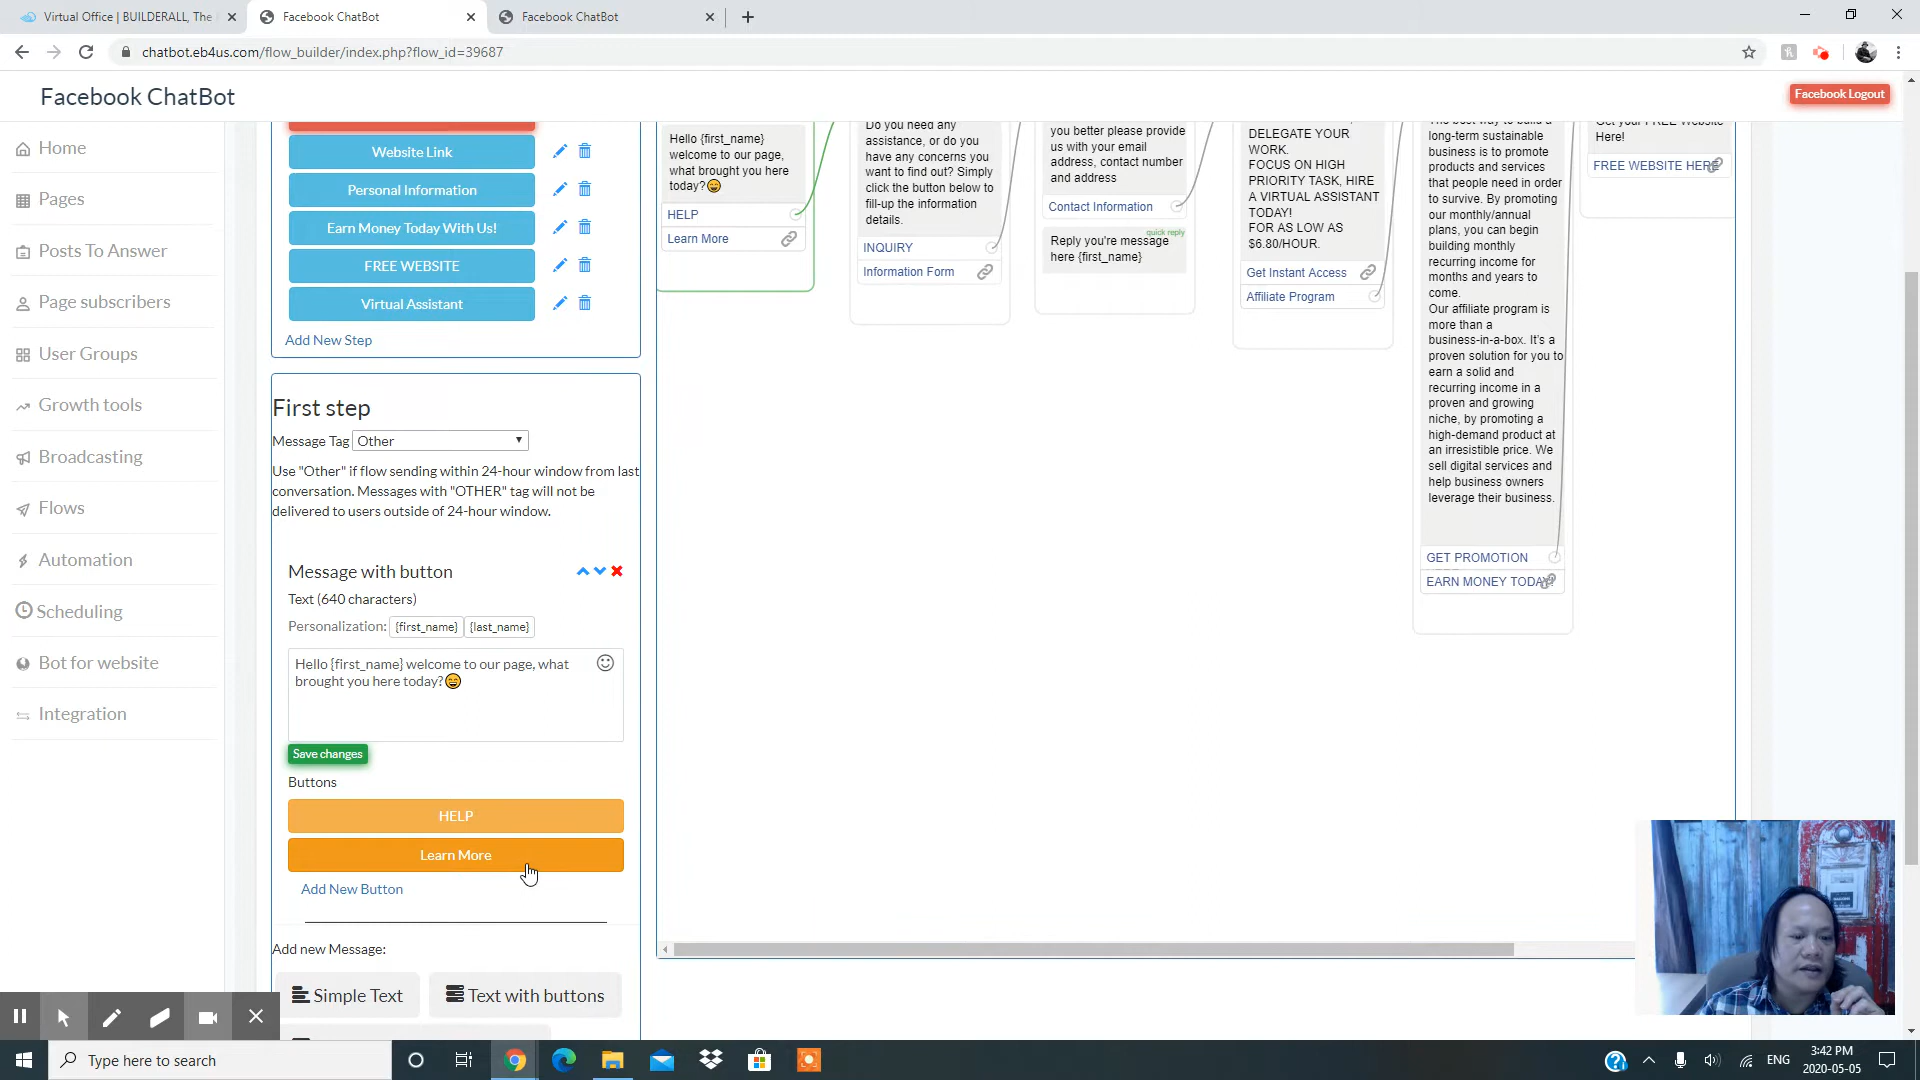 Virtual Office | BUILDERALL, The
Facebook ChatBot
Facebook ChatBot
chatbot.eb4us.com/flow_builder/index.php?flow_id=39687
Facebook ChatBot
Facebook Logout
Home
Pages
Posts To Answer
Page subscribers
User Groups
Growth tools
Broadcasting
Flows
Automation
Scheduling
Bot for website
Integration
Website Link
Personal Information
Earn Money Today With Us!
FREE WEBSITE
Virtual Assistant
Add New Step
First step
Message Tag Other
Use "Other" if flow sending within 24-hour window from last
conversation. Messages with "OTHER" tag will not be
delivered to users outside of 24-hour window.
Message with button
Text (640 characters)
Personalization: {first_name} {last_name}
Hello {first_name} welcome to our page, what
brought you here today?😄
Save changes
Buttons
HELP
Learn More
Add New Button
Add new Message:
Simple Text
Text with buttons
Hello {first_name}
welcome to our page,
what brought you here
today?😄
HELP
Learn More
Do you need any
assistance, or do you
have any concerns you
want to find out? Simply
click the button below to
fill-up the information
details.
INQUIRY
Information Form
you better please provide
us with your email
address, contact number
and address
Contact Information
quick reply
Reply you're message
here {first_name}
DELEGATE YOUR
WORK.
FOCUS ON HIGH
PRIORITY TASK, HIRE
A VIRTUAL ASSISTANT
TODAY!
FOR AS LOW AS
$6.80/HOUR.
Get Instant Access
Affiliate Program
The best way to build a
long-term sustainable
business is to promote
products and services
that people need in order
to survive. By promoting
our monthly/annual
plans, you can begin
building monthly
recurring income for
months and years to
come.
Our affiliate program is
more than a
business-in-a-box. It's a
proven solution for you to
earn a solid and
recurring income in a
proven and growing
niche, by promoting a
high-demand product at
an irresistible price. We
sell digital services and
help business owners
leverage their business.
GET PROMOTION
EARN MONEY TODAY!
Get your FREE Website
Here!
FREE WEBSITE HERE
Type here to search
ENG
3:42 PM
2020-05-05